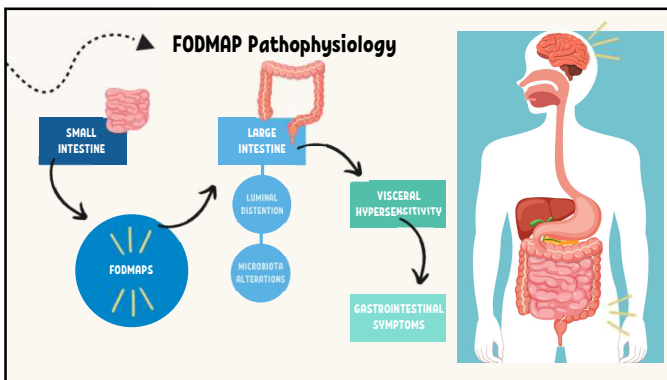 FODMAP Pathophysiology
SMALL
INTESTINE
FODMAPS
LARGE
INTESTINE
LUMINAL
DISTENTION
MICROBIOTA
ALTERATIONS
VISCERAL
HYPERSENSITIVITY
GASTROINTESTINAL
SYMPTOMS